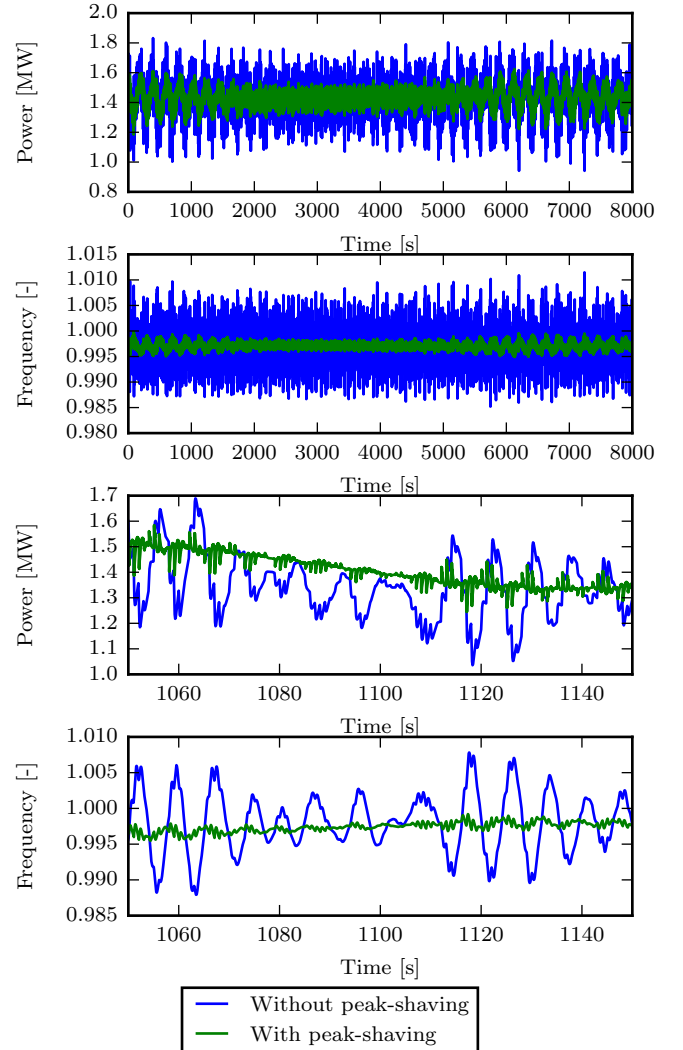 2.0
1.8
1.6
1.4
1.2
1.0
0.8
Power [MW]
0 1000 2000 3000 4000 5000 6000 7000 8000
Time [s]
1.015
1.010
1.005
1.000
0.995
0.990
0.985
0.980
Frequency [-]
0 1000 2000 3000 4000 5000 6000 7000 8000
Time [s]
1.7
1.6
1.5
1.4
1.3
1.2
1.1
1.0
Power [MW]
1060 1080 1100 1120 1140
Time [s]
1.010
1.005
1.000
0.995
0.990
0.985
Frequency [-]
1060 1080 1100 1120 1140
Time [s]
Without peak-shaving
With peak-shaving